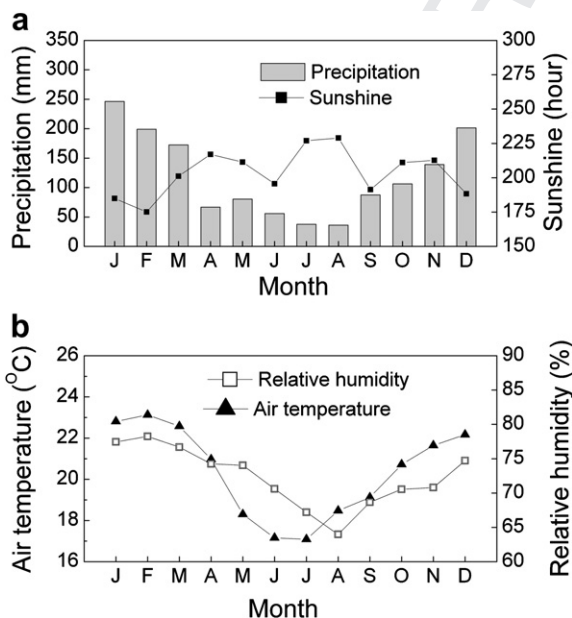 a
350
300
250
200
150
100
50
0
Precipitation (mm)
Precipitation
Sunshine
300
275
250
225
200
175
150
Sunshine (hour)
J F M A M J J A S O N D
Month
b
26
24
22
20
18
16
Air temperature (°C)
Relative humidity
Air temperature
90
85
80
75
70
65
60
Relative humidity (%)
J F M A M J J A S O N D
Month